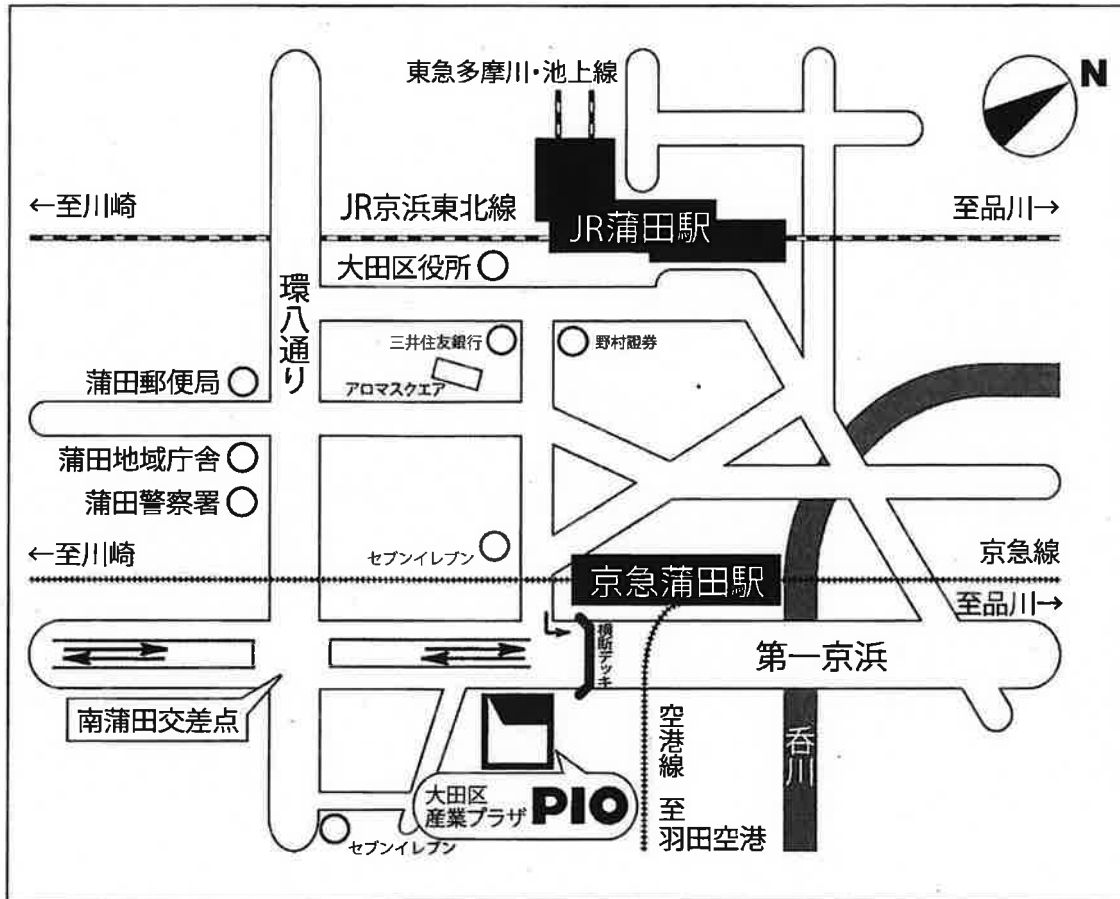 東急多摩川・池上線
N
←至川崎
JR京浜東北線
JR蒲田駅
至品川→
大田区役所
環八通り
三井住友銀行
野村證券
アロマスクエア
蒲田郵便局
蒲田地域庁舎
蒲田警察署
←至川崎
セブンイレブン
京急線
京急蒲田駅
至品川→
横断デッキ
第一京浜
南蒲田交差点
空港線 至
羽田空港
呑川
大田区
産業プラザ PIO
セブンイレブン